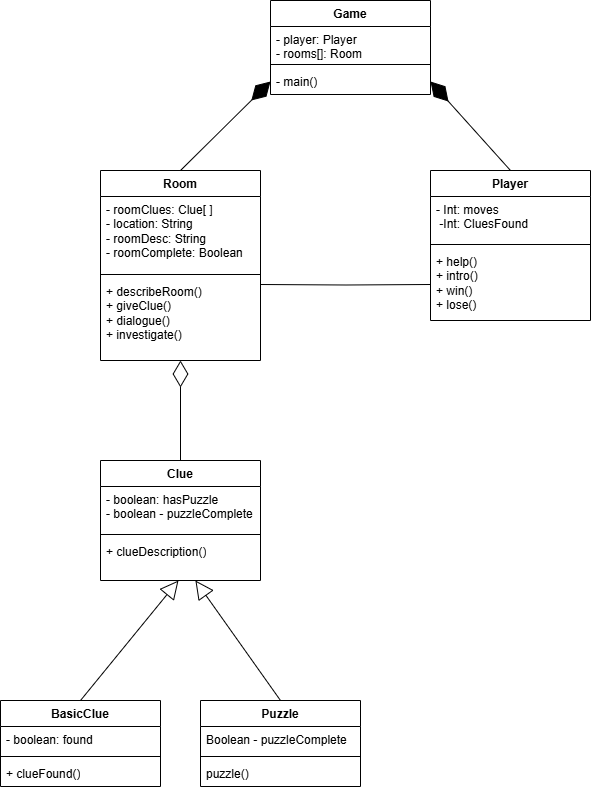 Game
- player: Player
- rooms[]: Room
- main()
Room
- roomClues: Clue[ ]
- location: String
- roomDesc: String
- roomComplete: Boolean
+ describeRoom()
+ giveClue()
+ dialogue()
+ investigate()
Player
- Int: moves
-Int: CluesFound
+ help()
+ intro()
+ win()
+ lose()
Clue
- boolean: hasPuzzle
- boolean - puzzleComplete
+ clueDescription()
BasicClue
- boolean: found
+ clueFound()
Puzzle
Boolean - puzzleComplete
puzzle()